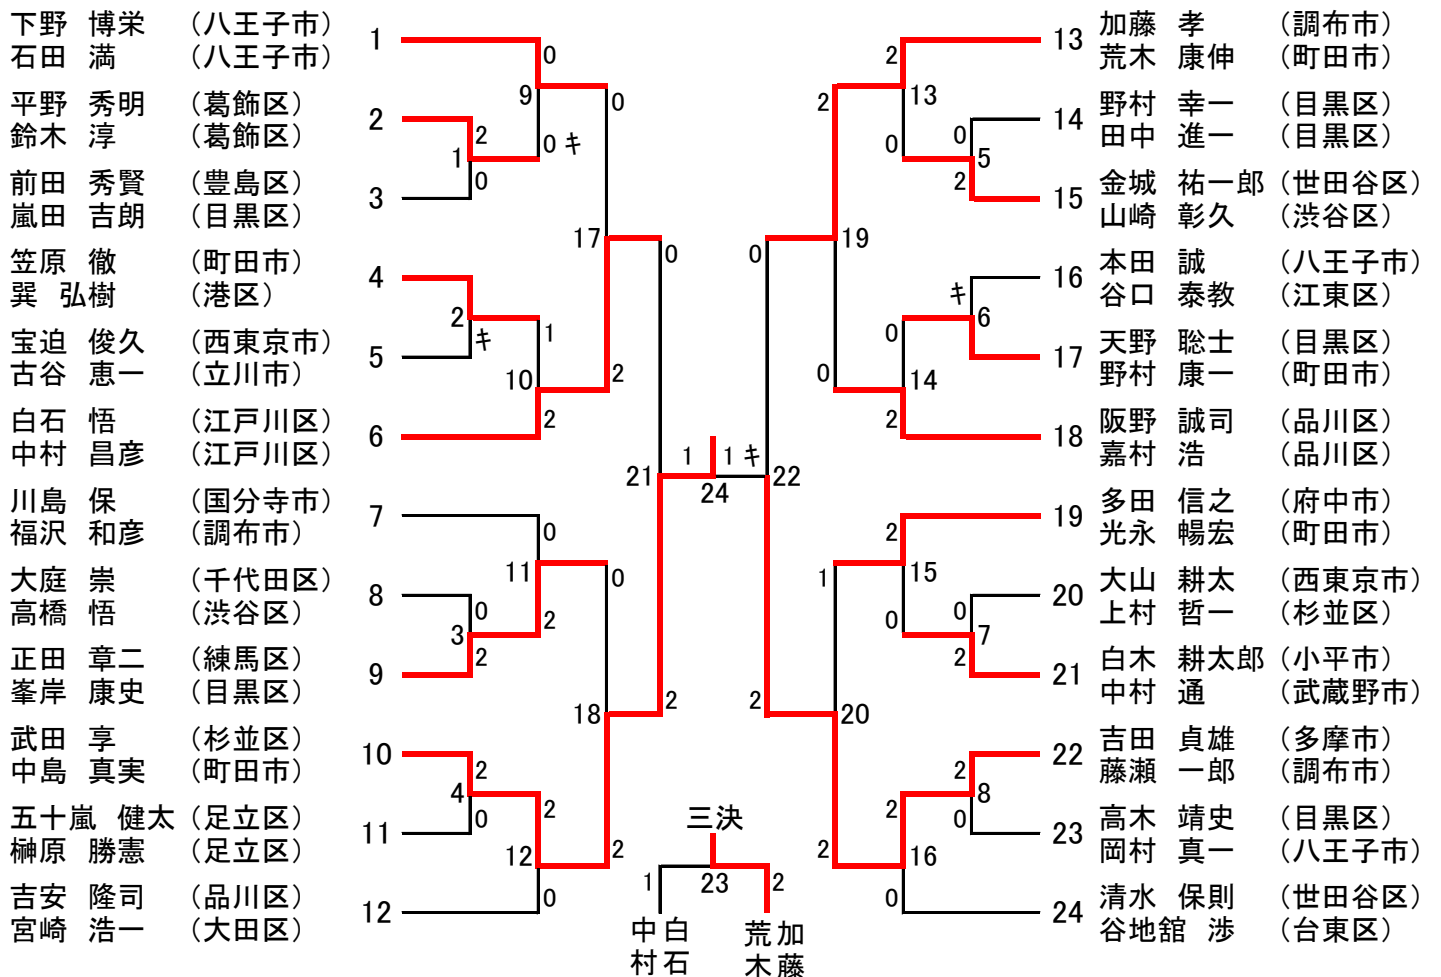 下野 博栄 （八王子市）
石田 満 （八王子市）
1
平野 秀明 （葛飾区）
鈴木 淳 （葛飾区）
2
前田 秀賢 （豊島区）
嵐田 吉朗 （目黒区）
3
笠原 徹 （町田市）
巽 弘樹 （港区）
4
宝迫 俊久 （西東京市）
古谷 恵一 （立川市）
5
白石 悟 （江戸川区）
中村 昌彦 （江戸川区）
6
川島 保 （国分寺市）
福沢 和彦 （調布市）
7
大庭 崇 （千代田区）
高橋 悟 （渋谷区）
8
正田 章二 （練馬区）
峯岸 康史 （目黒区）
9
武田 享 （杉並区）
中島 真実 （町田市）
10
五十嵐 健太 （足立区）
榊原 勝憲 （足立区）
11
吉安 隆司 （品川区）
宮崎 浩一 （大田区）
12
0
9
0
2
1
0 キ
0
17
0
2
2
キ
1
10
2
2
21
1
1 キ
24
22
0
11
0
0
3
2
2
18
2
2
4
0
2
12
2
0
三決
1
23
2
中村
白石
荒木
加藤
2
13
2
0
0
5
2
0
19
キ
6
0
14
0
2
2
15
1
0
0
7
2
2
20
2
8
2
0
2
16
0
13
加藤 孝 （調布市）
荒木 康伸 （町田市）
14
野村 幸一 （目黒区）
田中 進一 （目黒区）
15
金城 祐一郎 （世田谷区）
山崎 彰久 （渋谷区）
16
本田 誠 （八王子市）
谷口 泰教 （江東区）
17
天野 聡士 （目黒区）
野村 康一 （町田市）
18
阪野 誠司 （品川区）
嘉村 浩 （品川区）
19
多田 信之 （府中市）
光永 暢宏 （町田市）
20
大山 耕太 （西東京市）
上村 哲一 （杉並区）
21
白木 耕太郎 （小平市）
中村 通 （武蔵野市）
22
吉田 貞雄 （多摩市）
藤瀬 一郎 （調布市）
23
高木 靖史 （目黒区）
岡村 真一 （八王子市）
24
清水 保則 （世田谷区）
谷地舘 渉 （台東区）